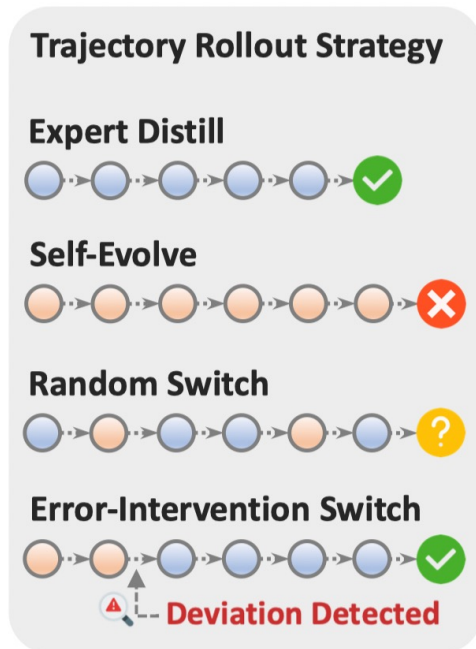 Trajectory Rollout Strategy
Expert Distill
Self-Evolve
Random Switch
?
Error-Intervention Switch
Deviation Detected